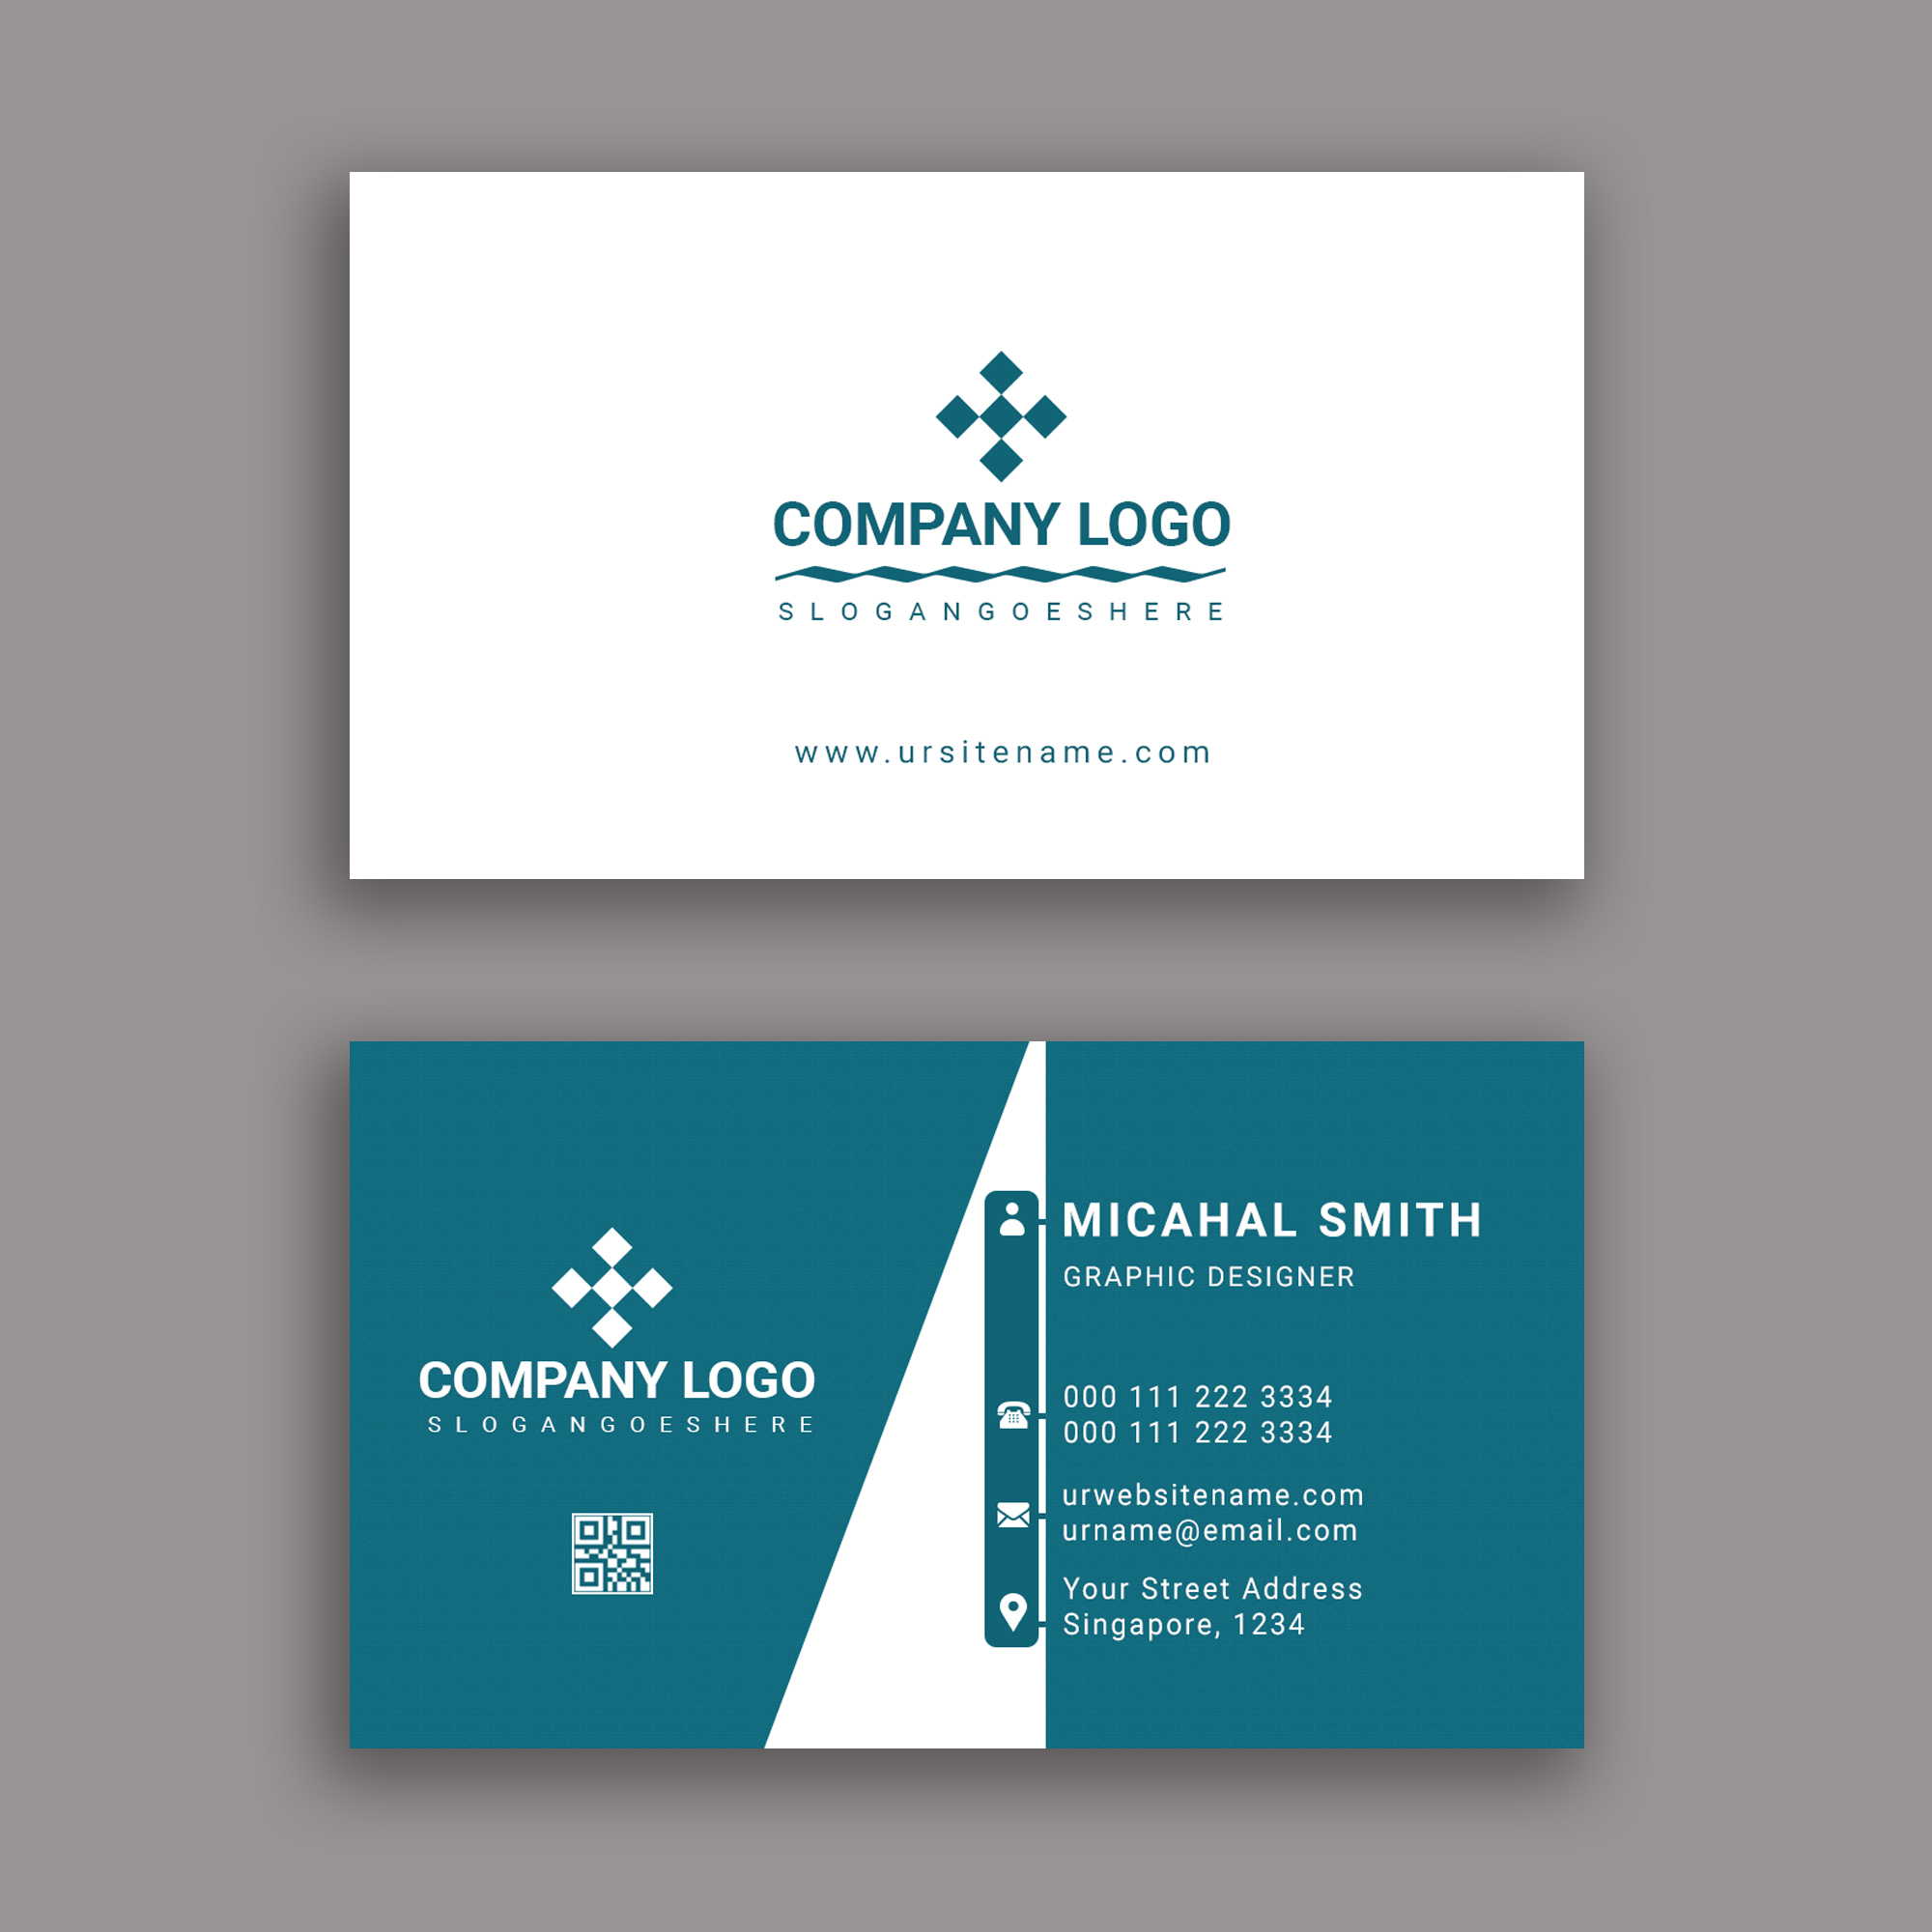 COMPANY LOGO
SLOGANGOESHERE
www.ursitename.com
COMPANY LOGO
SLOGANGOESHERE
MICAHAL SMITH
GRAPHIC DESIGNER
000 111 222 3334
000 111 222 3334
urwebsitename.com
urname@email.com
Your Street Address
Singapore, 1234